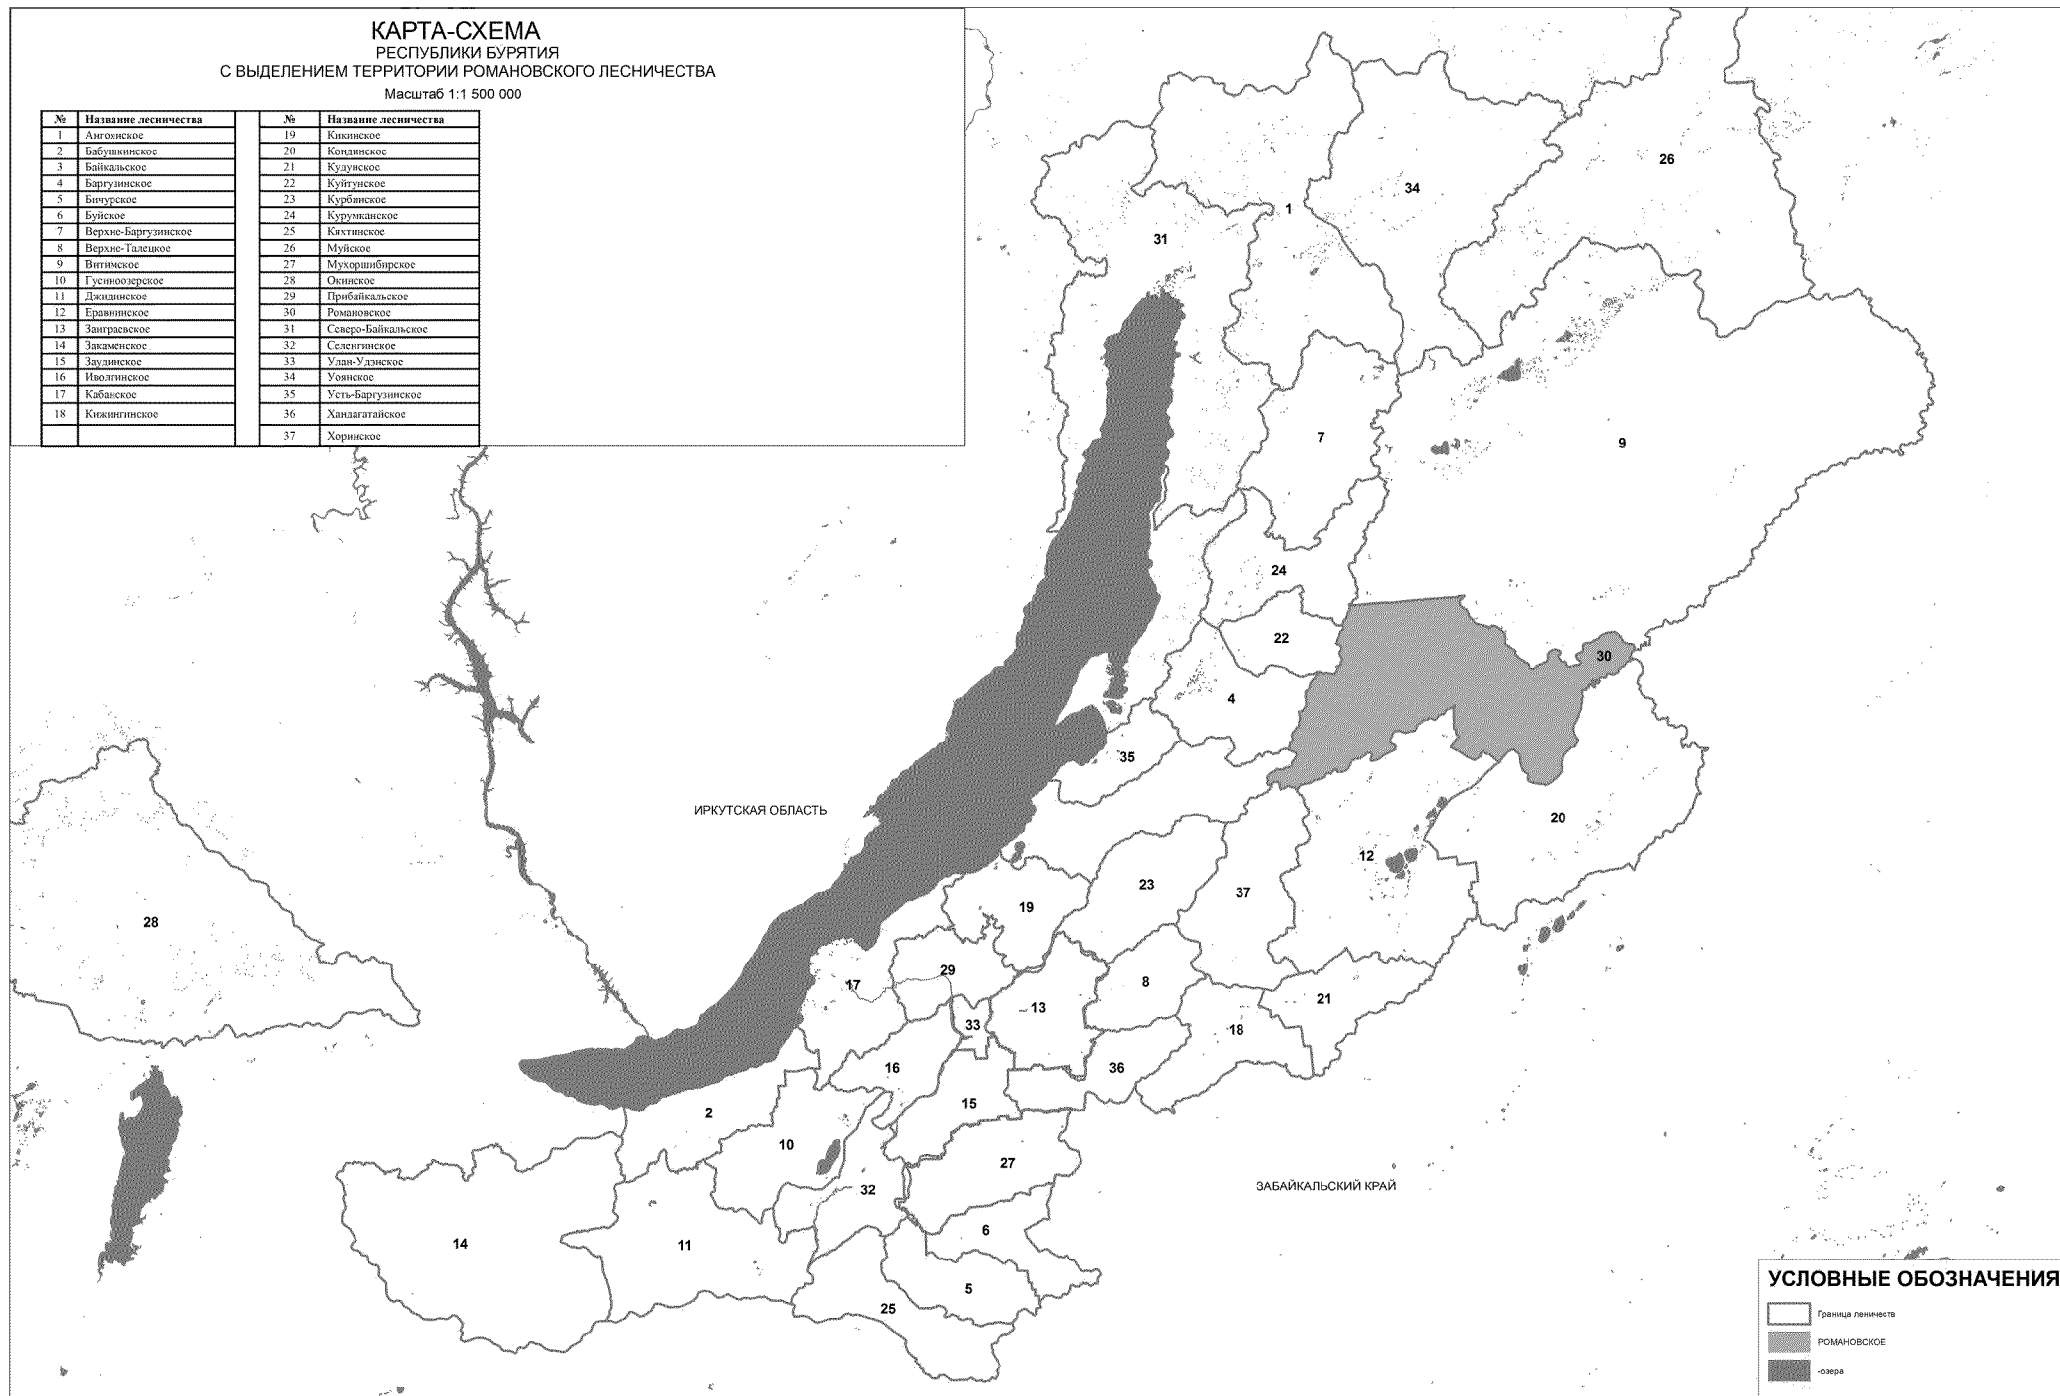 КАРТА-СХЕМА
РЕСПУБЛИКИ БУРЯТИЯ
С ВЫДЕЛЕНИЕМ ТЕРРИТОРИИ РОМАНОВСКОГО ЛЕСНИЧЕСТВА
Масштаб 1:1 500 000
№ Название лесничества № Название лесничества
1 Ангоянское 19 Кикинское
2 Бабушкинское 20 Кондинское
3 Байкальское 21 Кудунское
4 Баргузинское 22 Куйтунское
5 Бичурское 23 Курбинское
6 Буйское 24 Курумканское
7 Верхне-Баргузинское 25 Кяхтинское
8 Верхне-Талецкое 26 Муйское
9 Витимское 27 Мухоршибирское
10 Гусиноозерское 28 Окинское
11 Джидинское 29 Прибайкальское
12 Еравнинское 30 Романовское
13 Заиграевское 31 Северо-Байкальское
14 Закаменское 32 Селенгинское
15 Заудинское 33 Улан-Удэнское
16 Иволгинское 34 Уоянское
17 Кабанское 35 Усть-Баргузинское
18 Кижингинское 36 Хандагатайское
37 Хоринское
26
34
1
31
7
9
24
22
30
4
35
ИРКУТСКАЯ ОБЛАСТЬ
20
12
23
37
19
28
29
17
8
21
13
33
18
16
36
15
2
10
27
32
ЗАБАЙКАЛЬСКИЙ КРАЙ
6
14
11
5
25
УСЛОВНЫЕ ОБОЗНАЧЕНИЯ
Граница леничеств
РОМАНОВСКОЕ
-озера